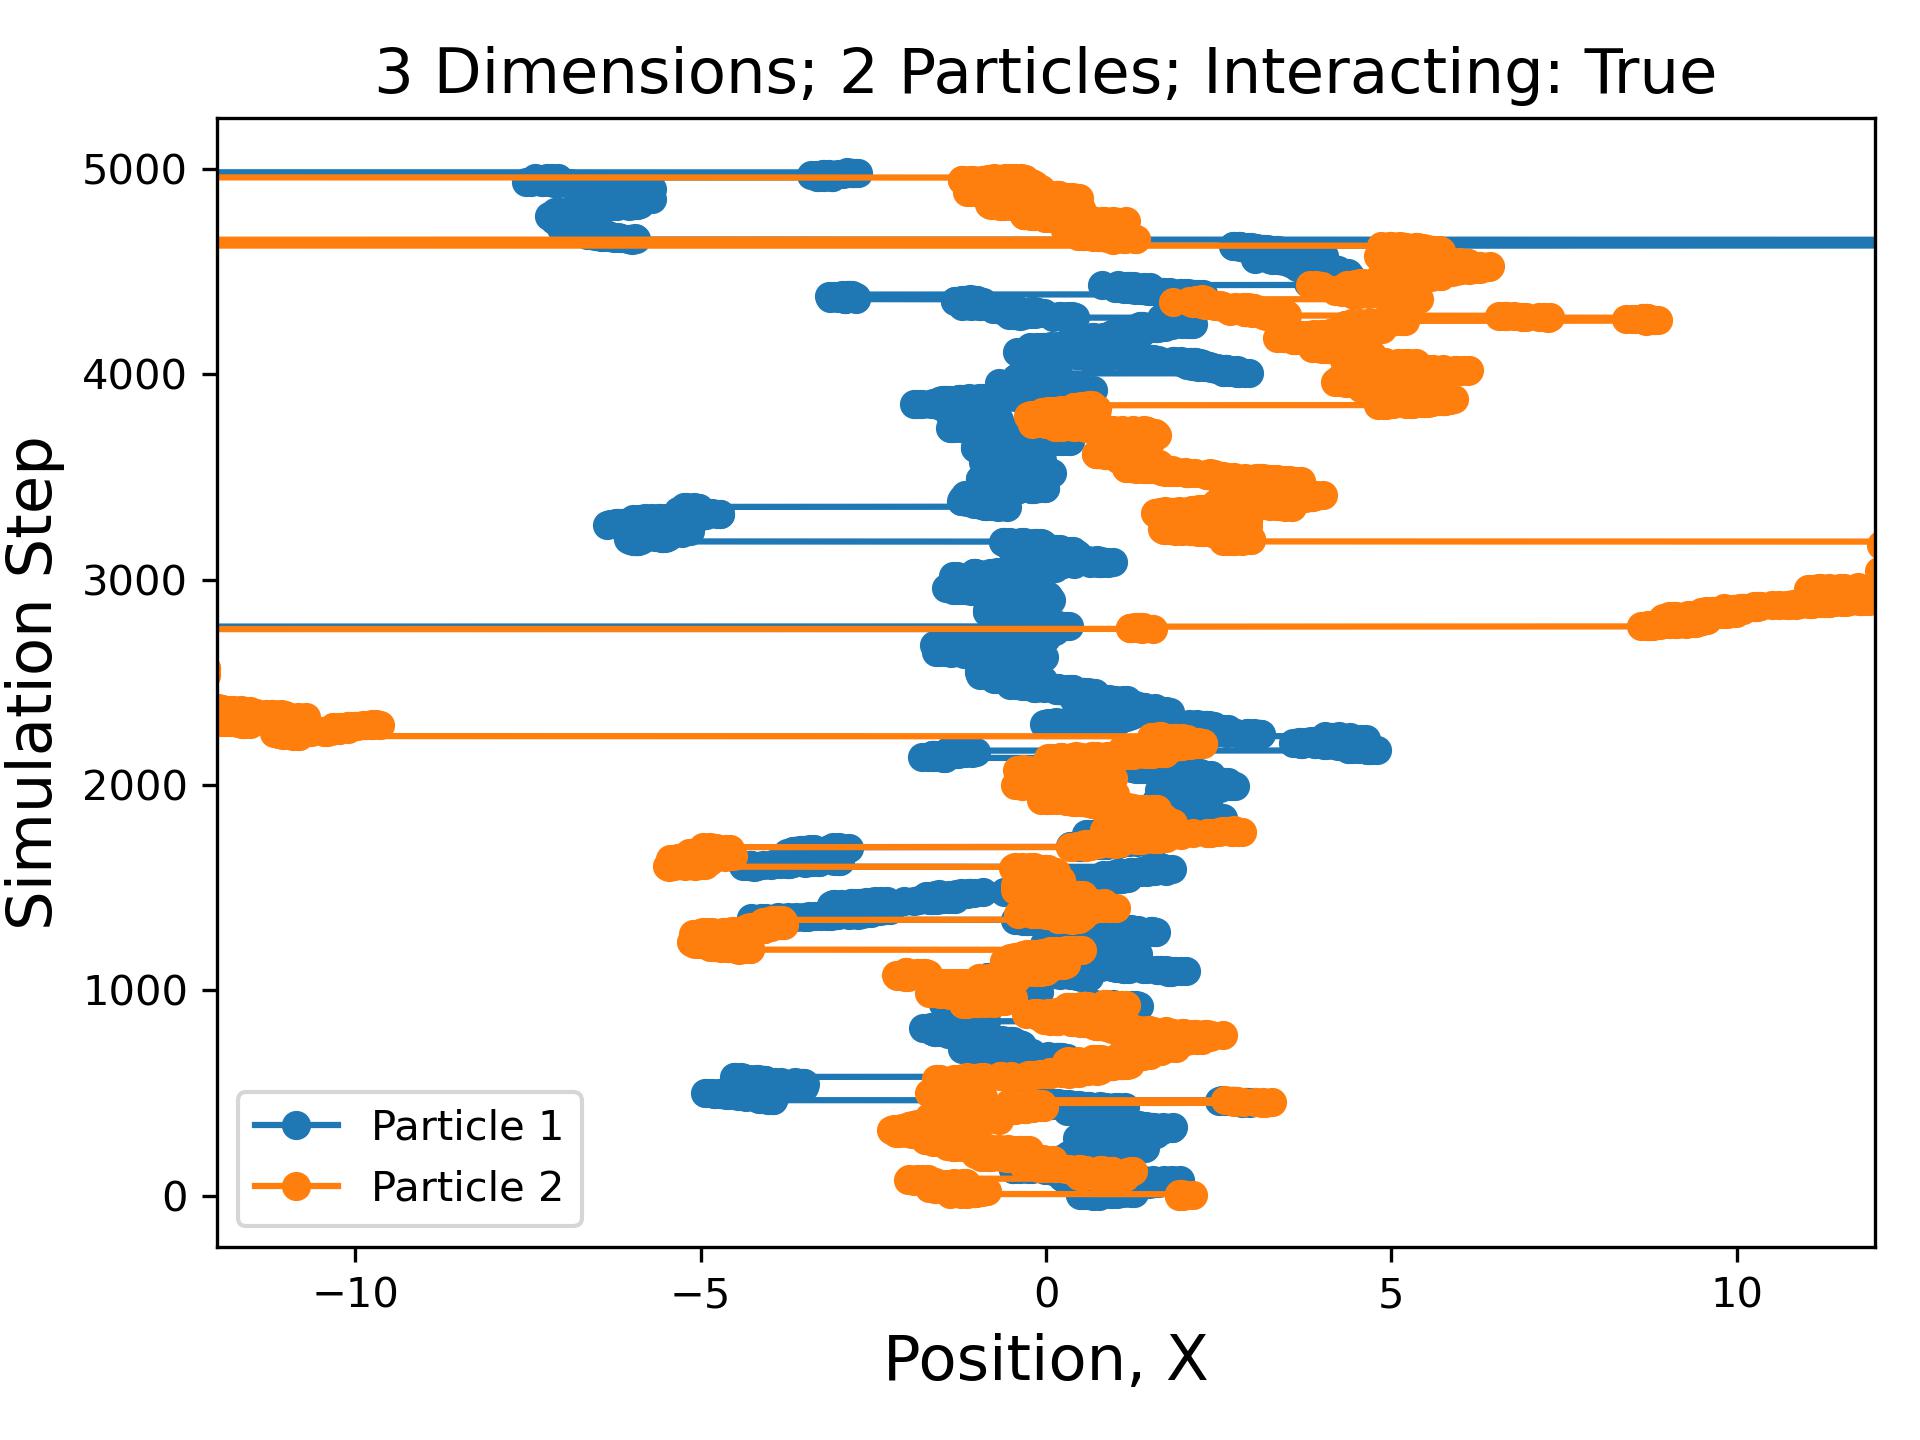 3 Dimensions; 2 Particles; Interacting: True
Simulation Step
5000
4000
3000
2000
1000
0
Particle 1
Particle 2
−10
−5
0
5
10
Position, X